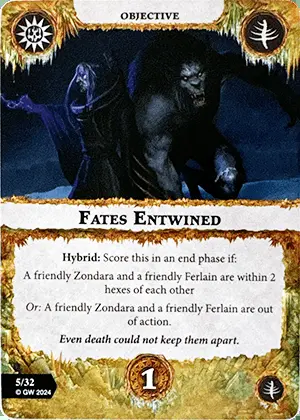 OBJECTIVE
FATES ENTWINED
Hybrid: Score this in an end phase if:
A friendly Zondara and a friendly Ferlain are within 2
hexes of each other
Or: A friendly Zondara and a friendly Ferlain are out
of action.
Even death could not keep them apart.
5/32
© GW 2024
1